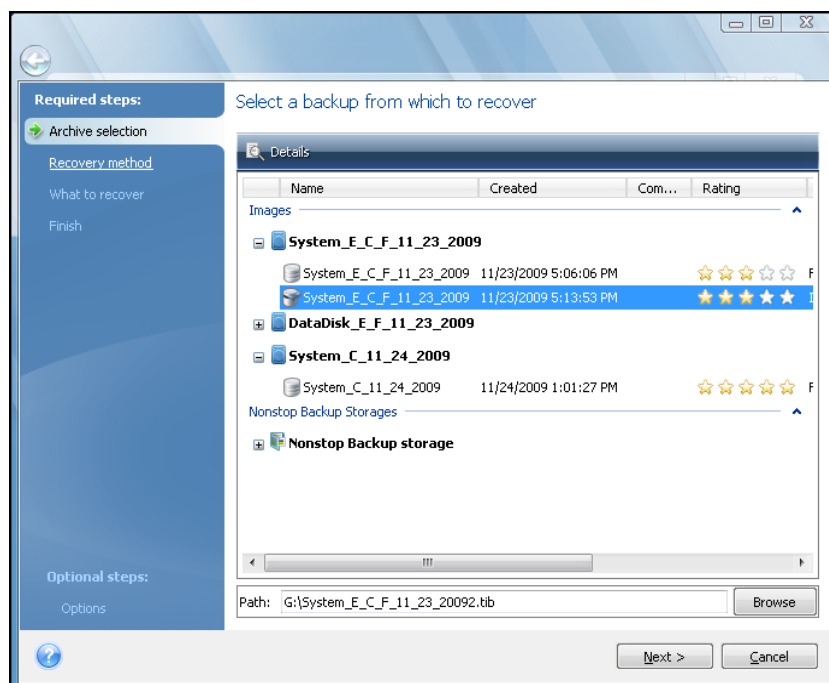 Required steps:
Archive selection
Recovery method
What to recover
Finish
Optional steps:
Options
Select a backup from which to recover
Details
Name Created Com... Rating
Images
System_E_C_F_11_23_2009
System_E_C_F_11_23_2009 11/23/2009 5:06:06 PM F
System_E_C_F_11_23_2009 11/23/2009 5:13:53 PM I
DataDisk_E_F_11_23_2009
System_C_11_24_2009
System_C_11_24_2009 11/24/2009 1:01:27 PM F
Nonstop Backup Storages
Nonstop Backup storage
Path: G:\System_E_C_F_11_23_20092.tib Browse
Next > Cancel